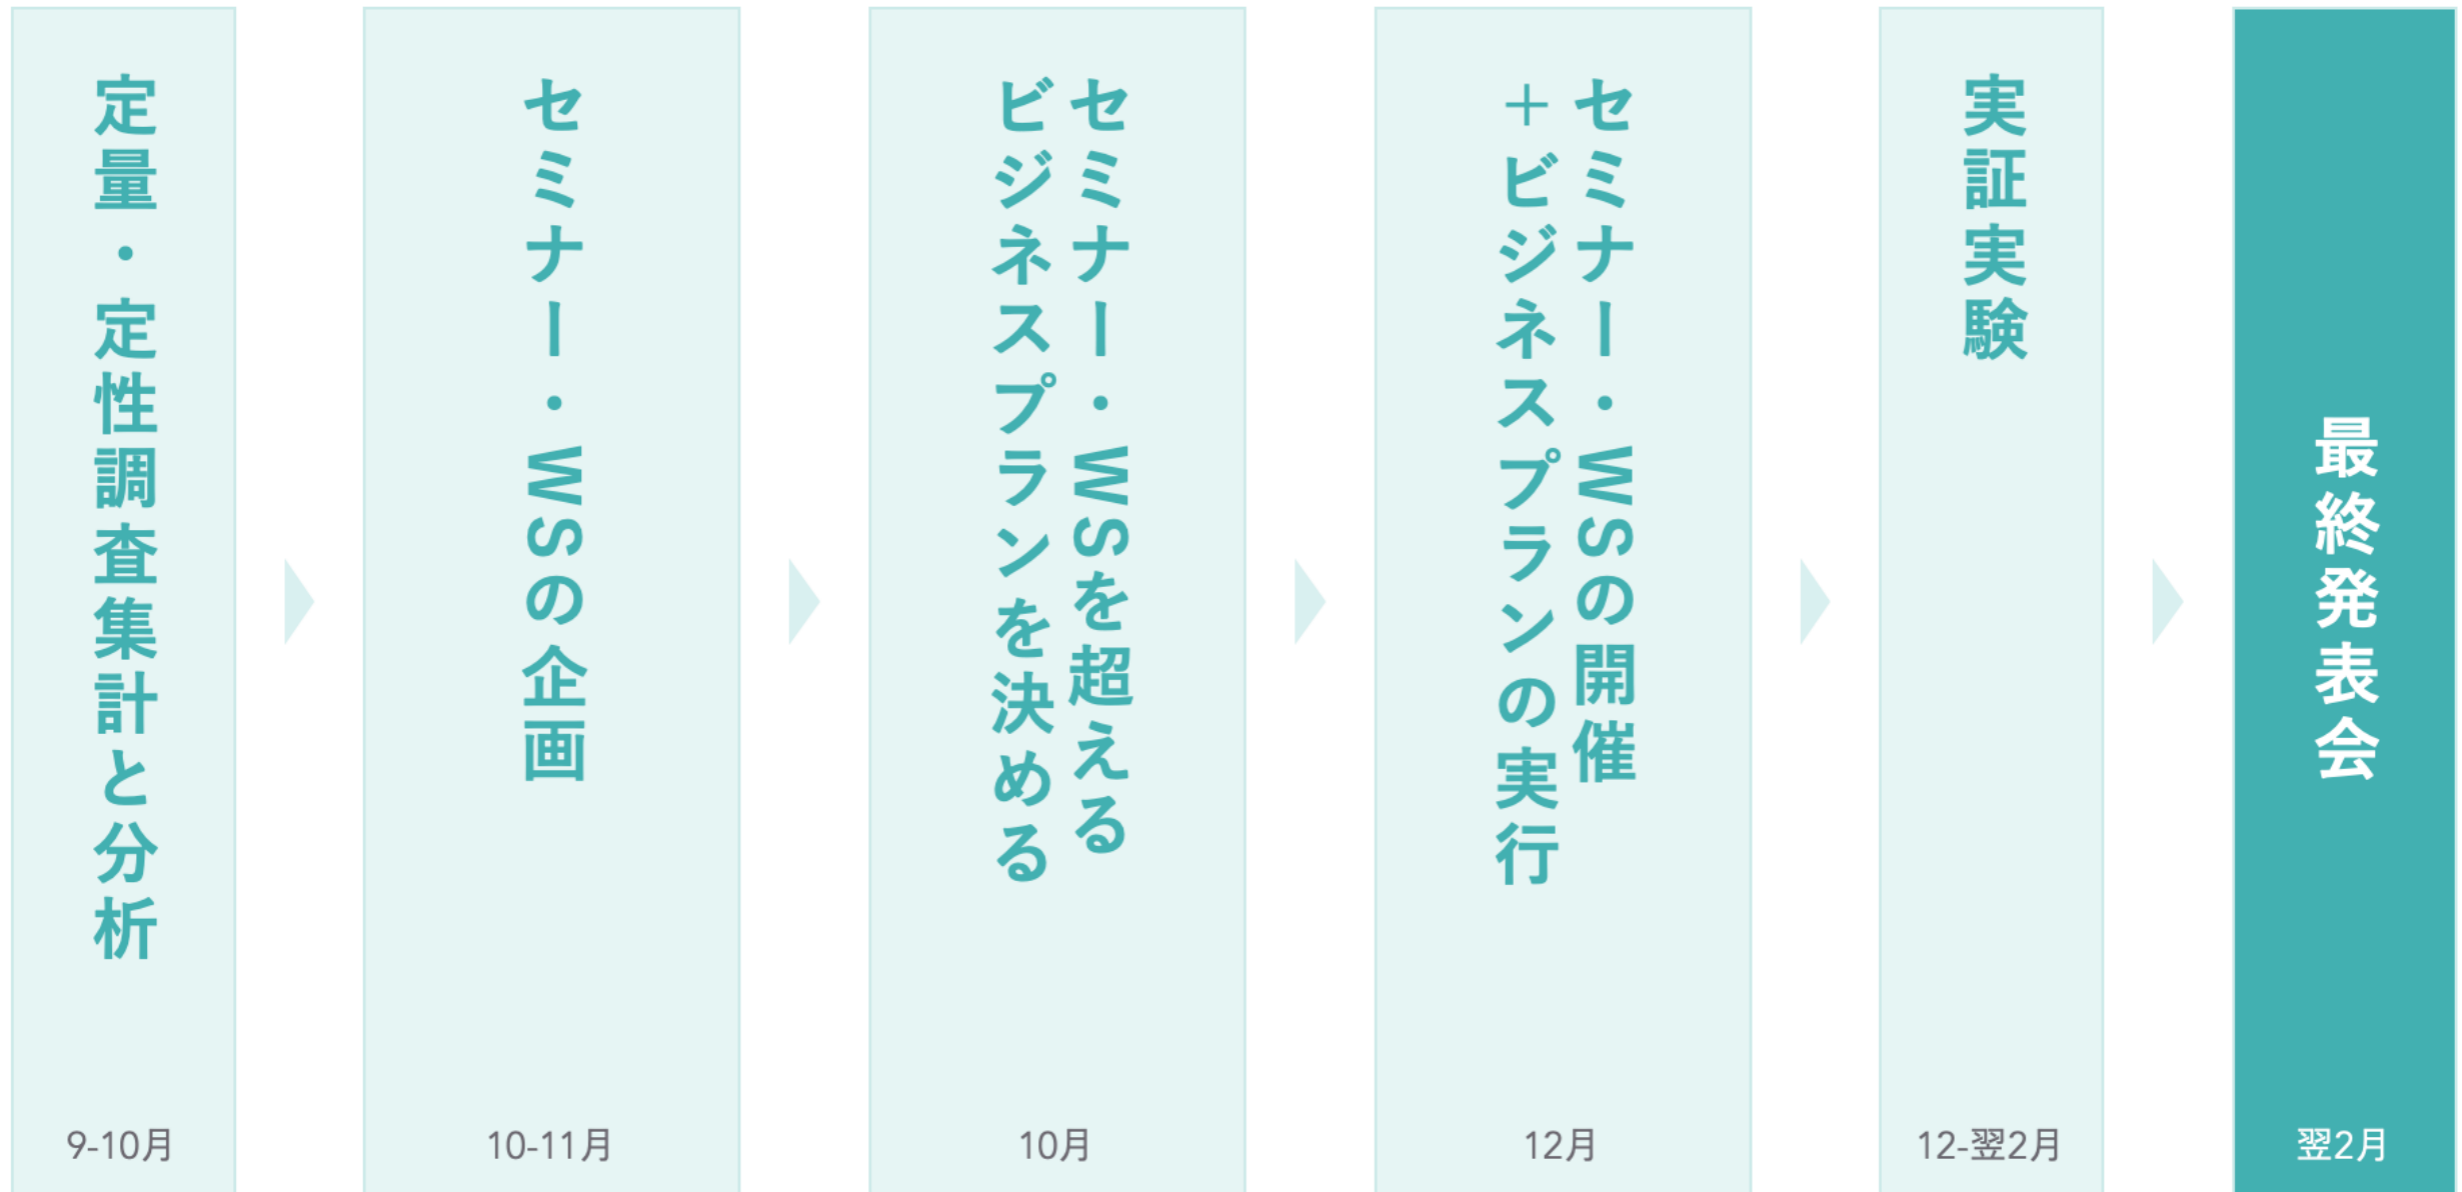 定量・定性調査集計と分析
9-10月
セミナー・WSの企画
10-11月
セミナー・WSを超える
ビジネスプランを決める
10月
セミナー・WSの開催
＋ビジネスプランの実行
12月
実証実験
12-翌2月
最終発表会
翌2月